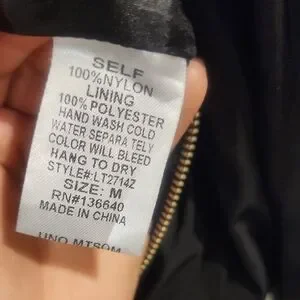 SELF
100%NYLON
LINING
100% POLYESTER
HAND WASH COLD
WATER SEPARA TELY
COLOR WILL BLEED
HANG TO DRY
STYLE#:LT2714Z
SIZE: M
RN#136640
MADE IN CHINA